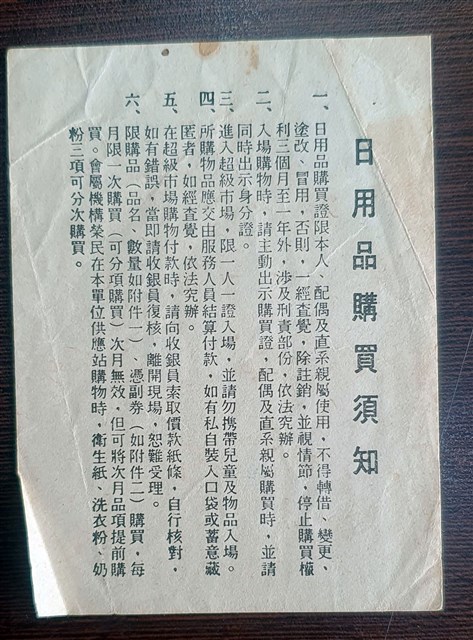 日用品購買須知
一、日用品購買證限本人、配偶及直系親屬使用，不得轉借、變更、
塗改、冒用，否則，一經查覺，除註銷，並視情節，停止購買權
利三個月至一年外，涉及刑責部份，依法究辦。
二、入場購物時，請主動出示購買證，配偶及直系親屬購買時，並請
同時出示身分證。
三、進入超級市場，限一人一證入場，並請勿携帶兒童及物品入場。
四、所購物品應交由服務人員結算付款，如有私自裝入口袋或蓄意藏
匿者，如經查覺，依法究辦。
五、在超級市場購物付款時，請向收銀員索取價款紙條，自行核對，
如有錯誤，當即請收銀員復核，離開現場，恕難受理。
六、限購品（品名、數量如附件一）、憑副券（如附件二）購買，每
月限一次購買（可分項購買）次月無效，但可將次月品項提前購
買。會屬機構榮民在本單位供應站購物時，衛生紙、洗衣粉、奶
粉三項可分次購買。